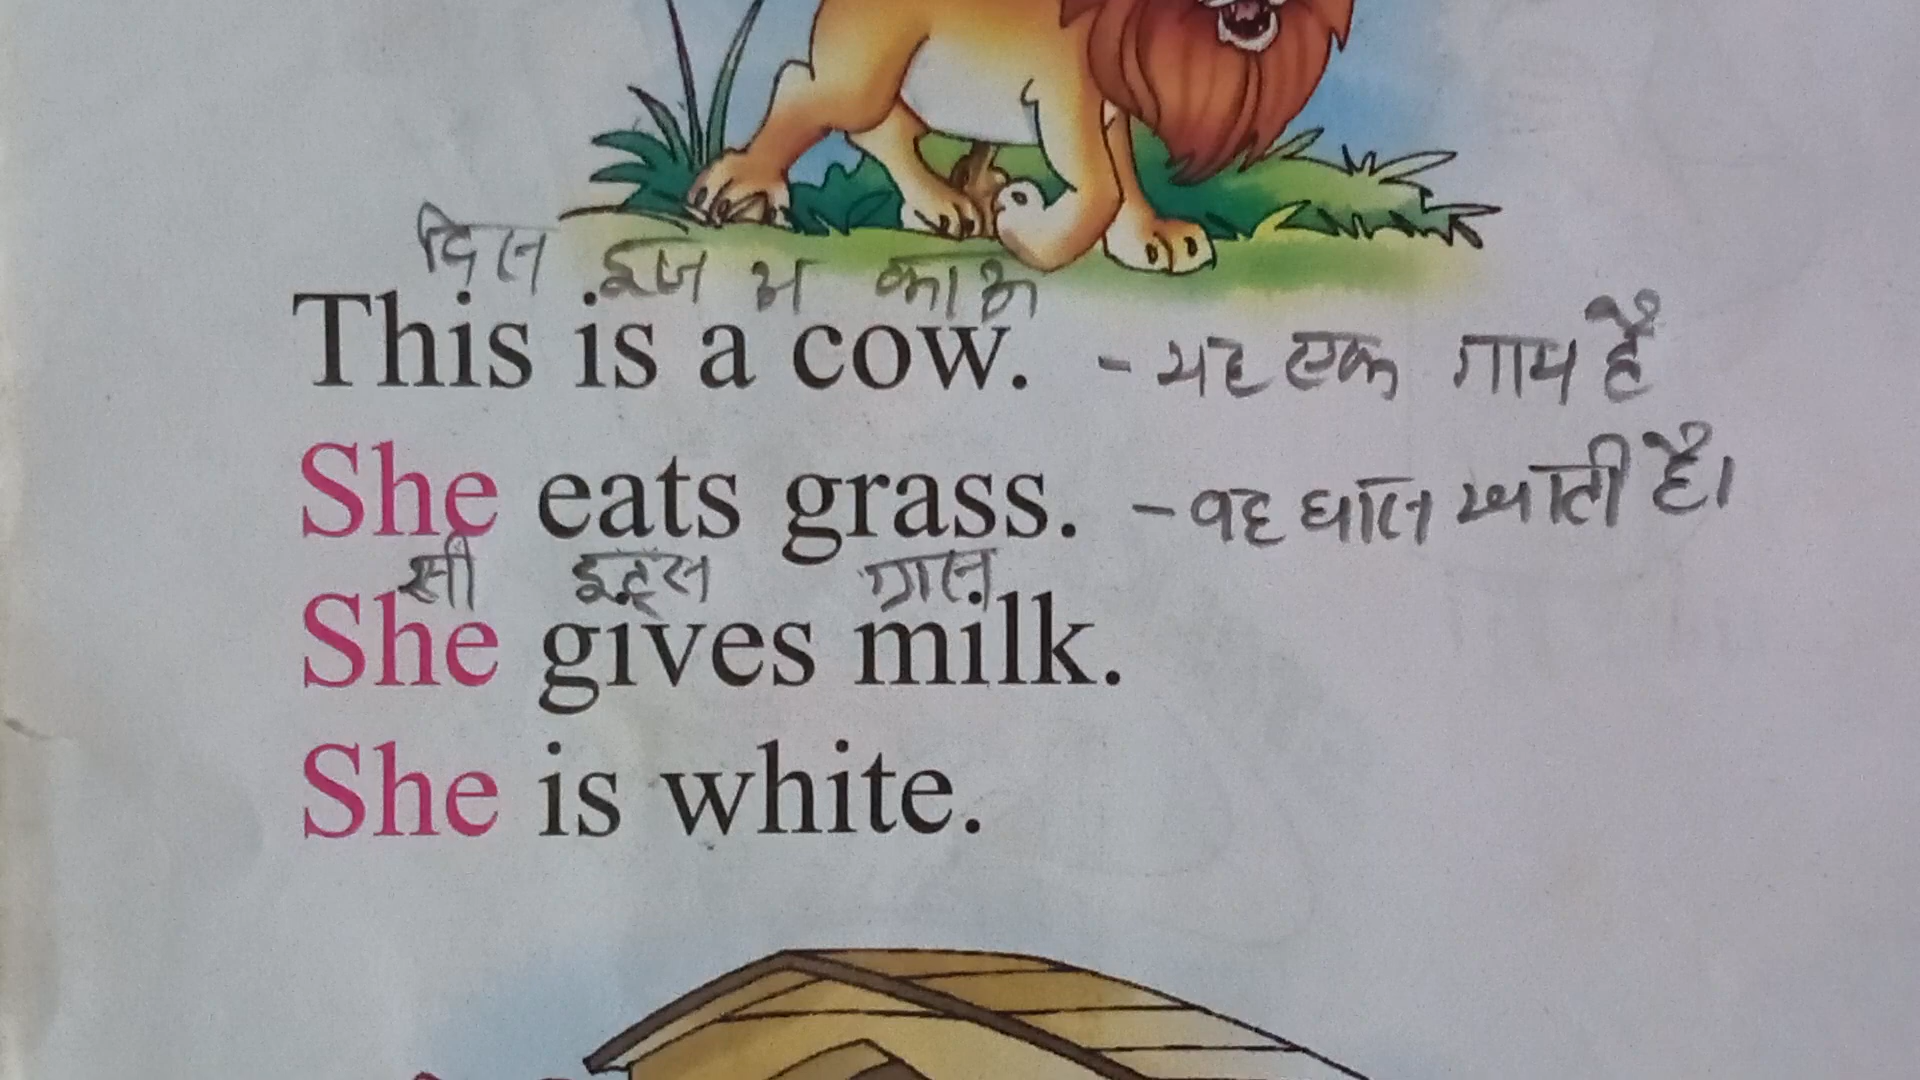 दिस इज अ काऊ
This is a cow. - यह एक गाय है
She eats grass. - वह घास खाती है।
सी इट्स ग्रास
She gives milk.
She is white.